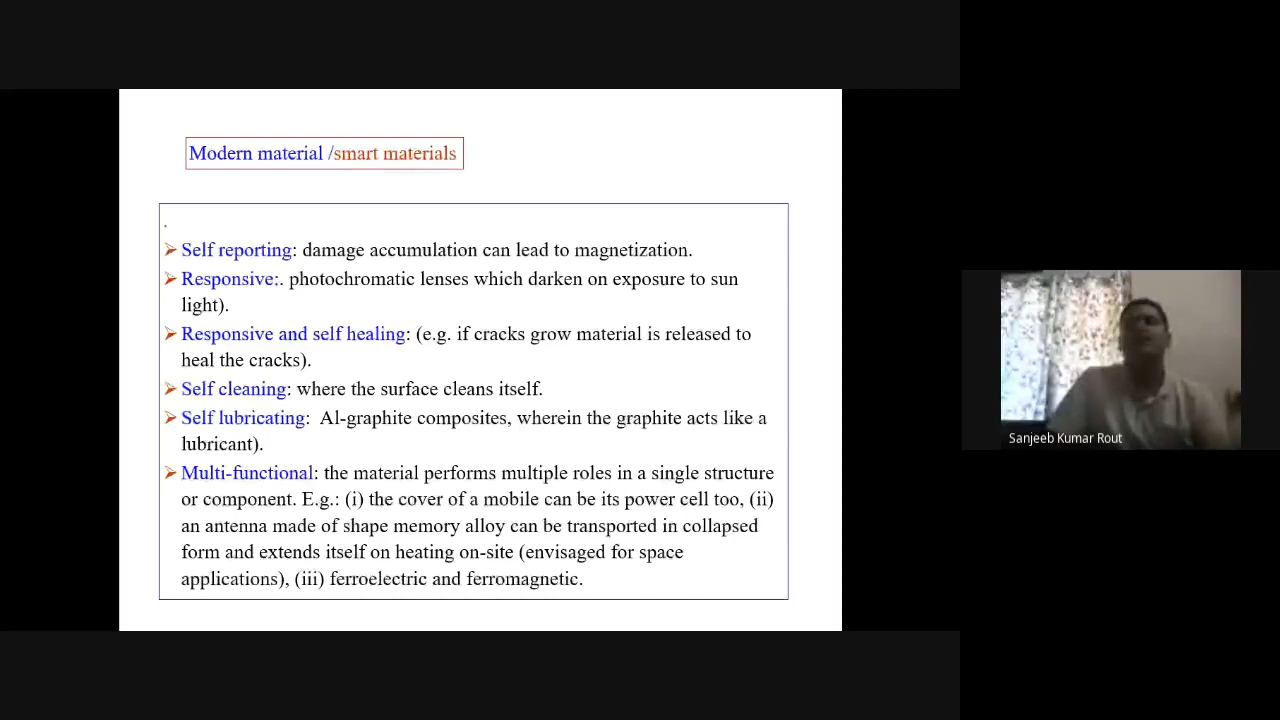 Modern material /smart materials
.
➢ Self reporting: damage accumulation can lead to magnetization.
➢ Responsive:. photochromatic lenses which darken on exposure to sun
light).
➢ Responsive and self healing: (e.g. if cracks grow material is released to
heal the cracks).
➢ Self cleaning: where the surface cleans itself.
➢ Self lubricating:  Al-graphite composites, wherein the graphite acts like a
lubricant).
➢ Multi-functional: the material performs multiple roles in a single structure
or component. E.g.: (i) the cover of a mobile can be its power cell too, (ii)
an antenna made of shape memory alloy can be transported in collapsed
form and extends itself on heating on-site (envisaged for space
applications), (iii) ferroelectric and ferromagnetic.
Sanjeeb Kumar Rout